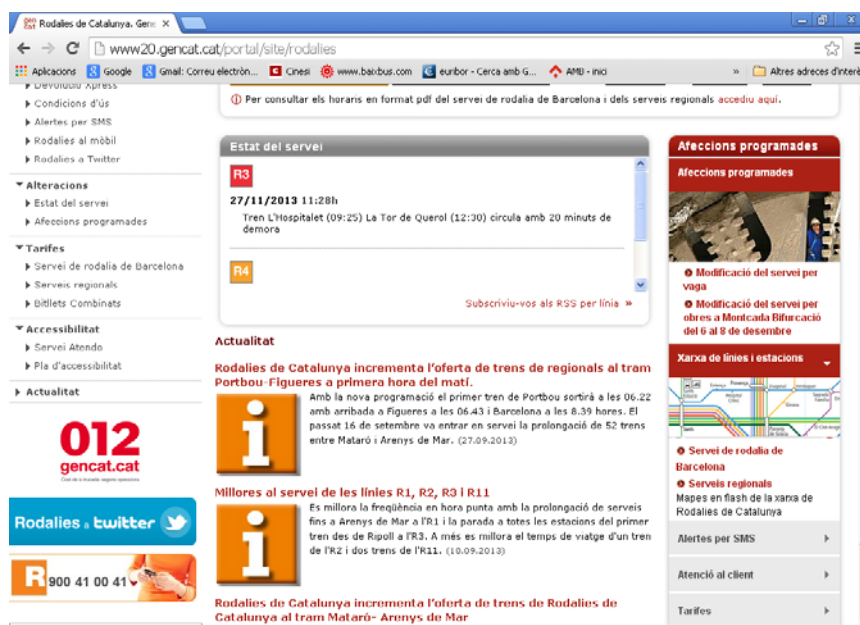 Rodalies de Catalunya. Gene
www20.gencat.cat/portal/site/rodalies
Aplicacions
Google
Gmail: Correu electròn...
Cinesi
www.baixbus.com
euribor - Cerca amb G...
AMB - inici
»
Altres adreces d'interè
Devolució Xpress
Condicions d'ús
Alertes per SMS
Rodalies al mòbil
Rodalies a Twitter
Alteracions
Estat del servei
Afeccions programades
Tarifes
Servei de rodalia de Barcelona
Serveis regionals
Bitllets Combinats
Accessibilitat
Servei Atendo
Pla d'accessibilitat
Actualitat
012
gencat.cat
Rodalies a twitter
R 900 41 00 41
Per consultar els horaris en format pdf del servei de rodalia de Barcelona i dels serveis regionals accediu aquí.
Estat del servei
R3
27/11/2013 11:28h
Tren L'Hospitalet (09:25) La Tor de Querol (12:30) circula amb 20 minuts de
demora
R4
Subscriviu-vos als RSS per línia »
Actualitat
Rodalies de Catalunya incrementa l'oferta de trens de regionals al tram
Portbou-Figueres a primera hora del matí.
Amb la nova programació el primer tren de Portbou sortirà a les 06.22
amb arribada a Figueres a les 06.43 i Barcelona a les 8.39 hores. El
passat 16 de setembre va entrar en servei la prolongació de 52 trens
entre Mataró i Arenys de Mar. (27.09.2013)
Millores al servei de les línies R1, R2, R3 i R11
Es millora la freqüència en hora punta amb la prolongació de serveis
fins a Arenys de Mar a l'R1 i la parada a totes les estacions del primer
tren des de Ripoll a l'R3. A més es millora el temps de viatge d'un tren
de l'R2 i dos trens de l'R11. (10.09.2013)
Rodalies de Catalunya incrementa l'oferta de trens de Rodalies de
Catalunya al tram Mataró- Arenys de Mar
Afeccions programades
Afeccions programades
Modificació del servei per
vaga
Modificació del servei per
obres a Montcada Bifurcació
del 6 al 8 de desembre
Xarxa de línies i estacions
Servei de rodalia de
Barcelona
Serveis regionals
Mapes en flash de la xarxa de
Rodalies de Catalunya
Alertes per SMS
Atenció al client
Tarifes